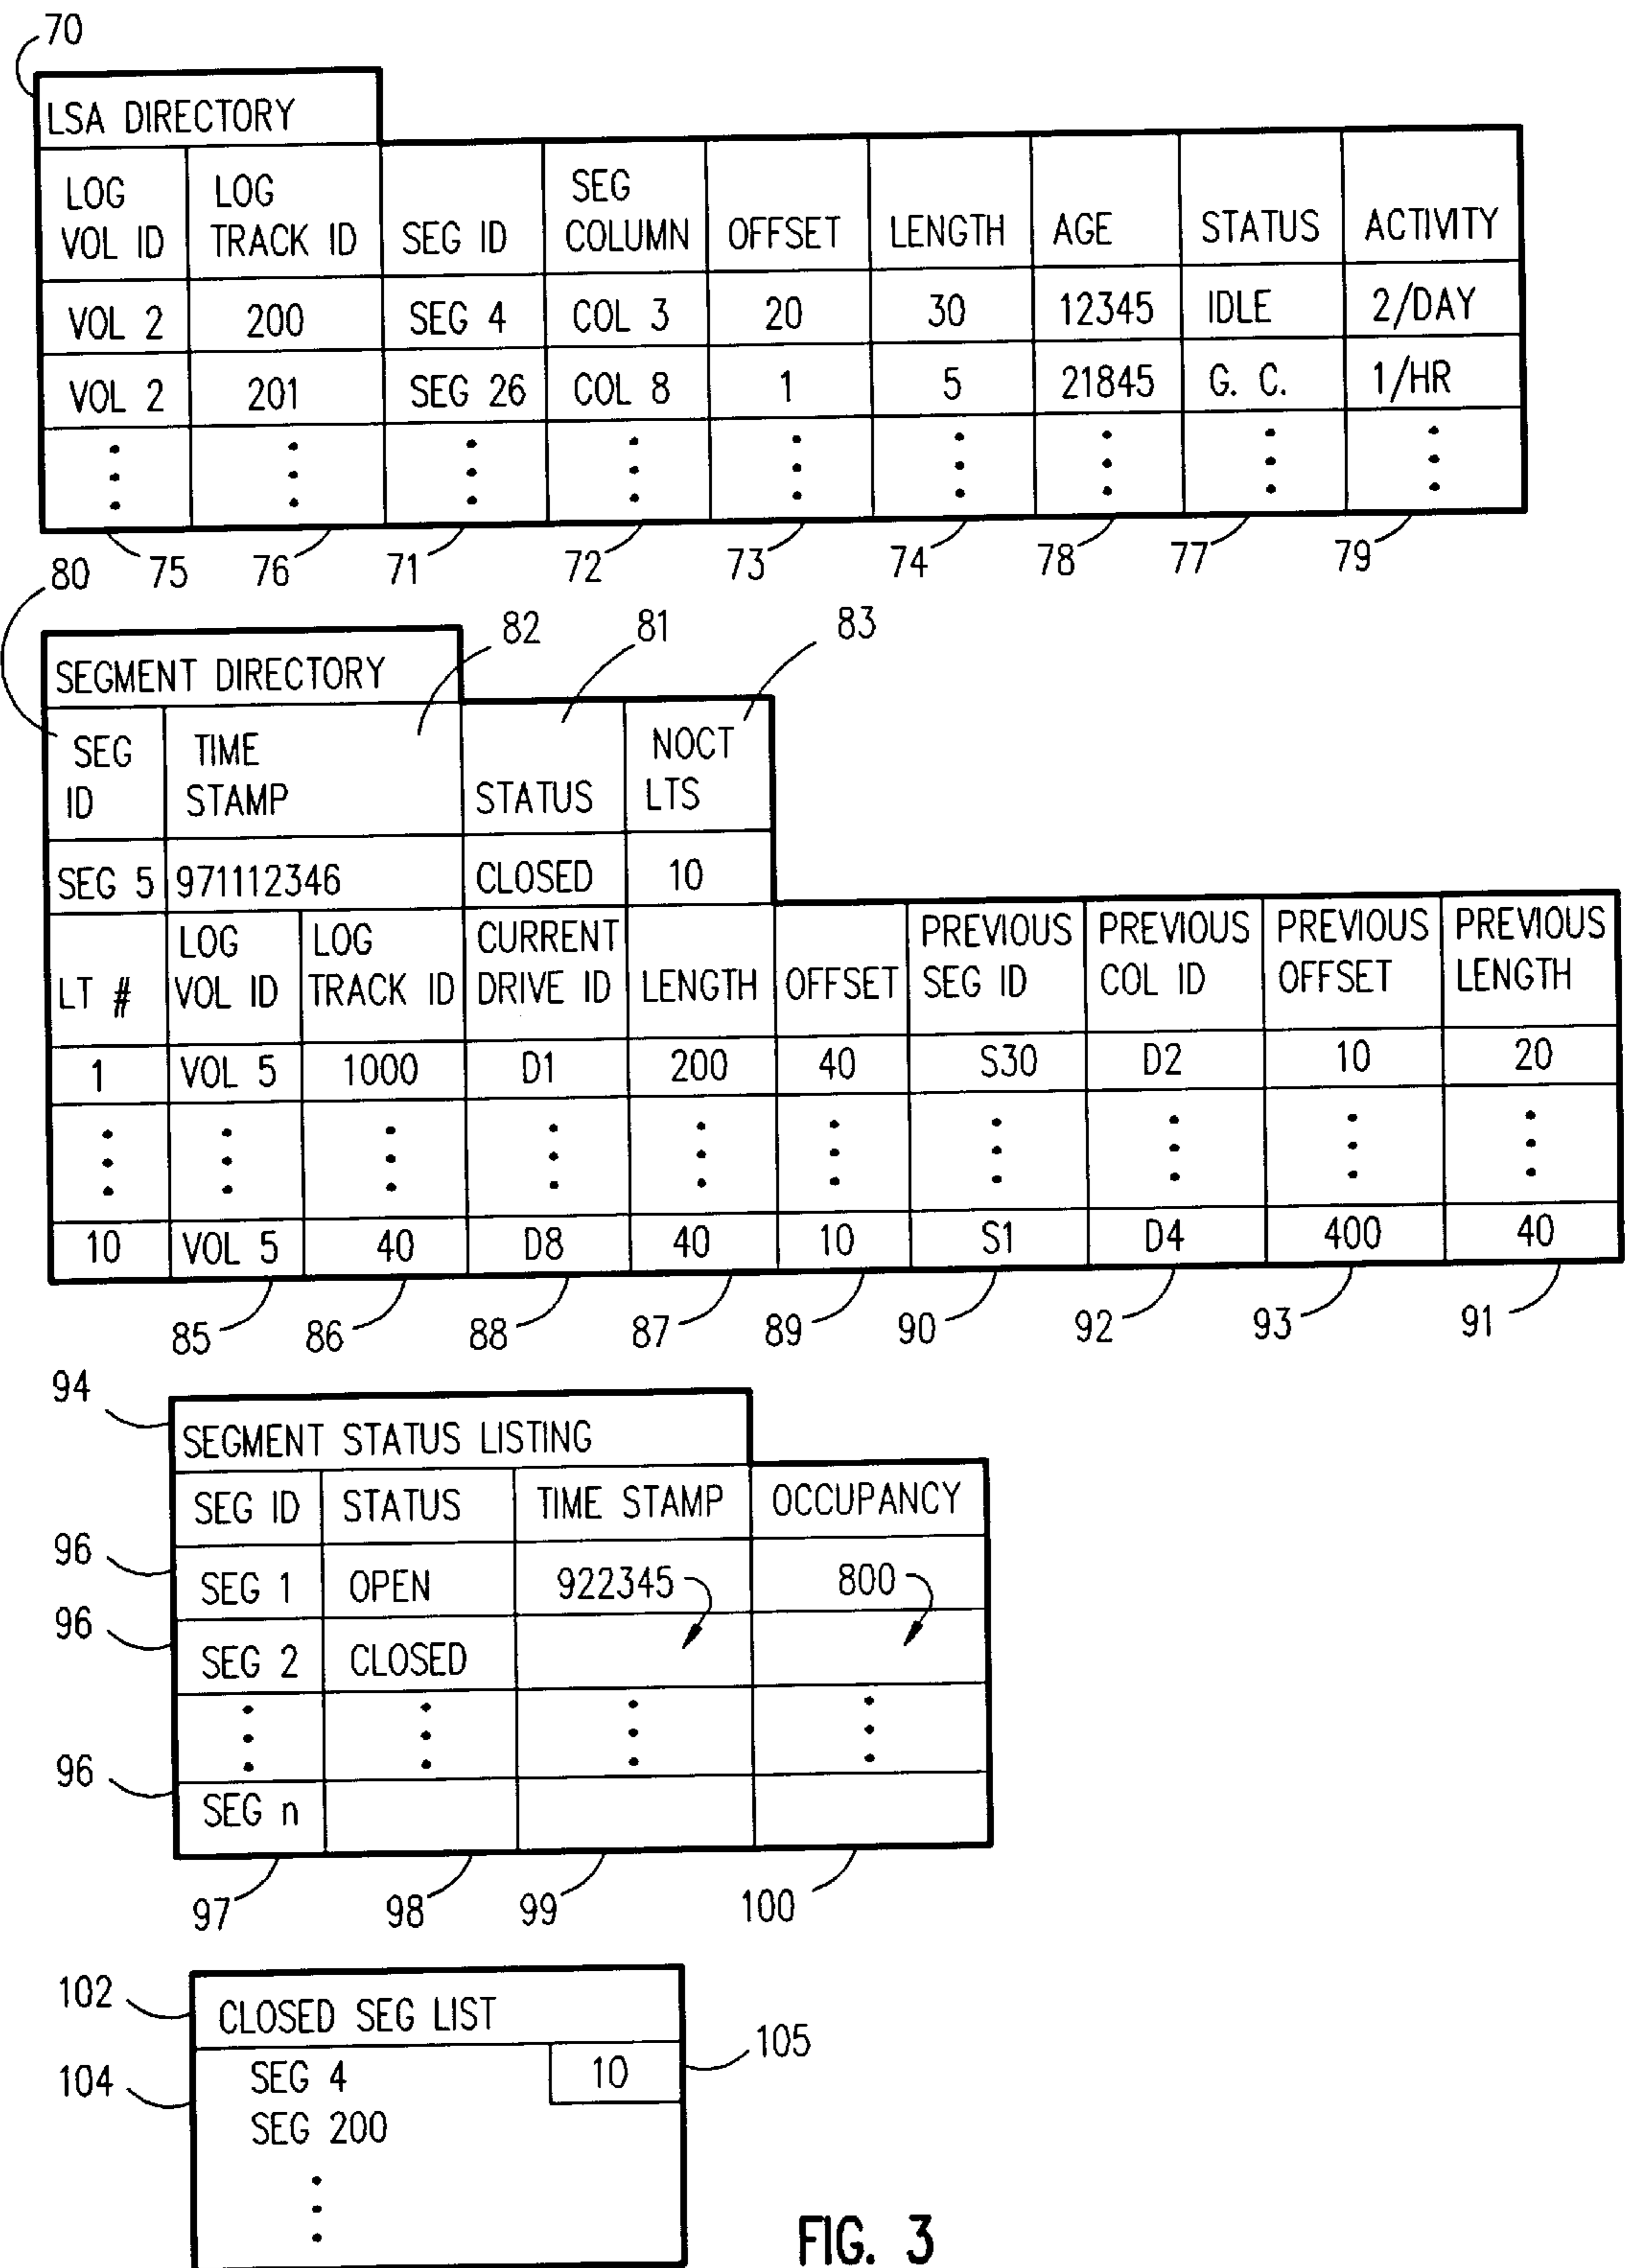 70
LSA DIRECTORY
LOG VOL ID LOG TRACK ID SEG ID SEG COLUMN OFFSET LENGTH AGE STATUS ACTIVITY
VOL 2 200 SEG 4 COL 3 20 30 12345 IDLE 2/DAY
VOL 2 201 SEG 26 COL 8 1 5 21845 G. C. 1/HR
75 76 71 72 73 74 78 77 79
80 82 81 83
SEGMENT DIRECTORY
SEG ID TIME STAMP STATUS NOCT LTS
SEG 5 971112346 CLOSED 10
LT # LOG VOL ID LOG TRACK ID CURRENT DRIVE ID LENGTH OFFSET PREVIOUS SEG ID PREVIOUS COL ID PREVIOUS OFFSET PREVIOUS LENGTH
1 VOL 5 1000 D1 200 40 S30 D2 10 20
10 VOL 5 40 D8 40 10 S1 D4 400 40
85 86 88 87 89 90 92 93 91
94
SEGMENT STATUS LISTING
SEG ID STATUS TIME STAMP OCCUPANCY
96 SEG 1 OPEN 922345 800
96 SEG 2 CLOSED
96 SEG n
97 98 99 100
102 CLOSED SEG LIST
104 SEG 4 10 105
SEG 200
FIG. 3